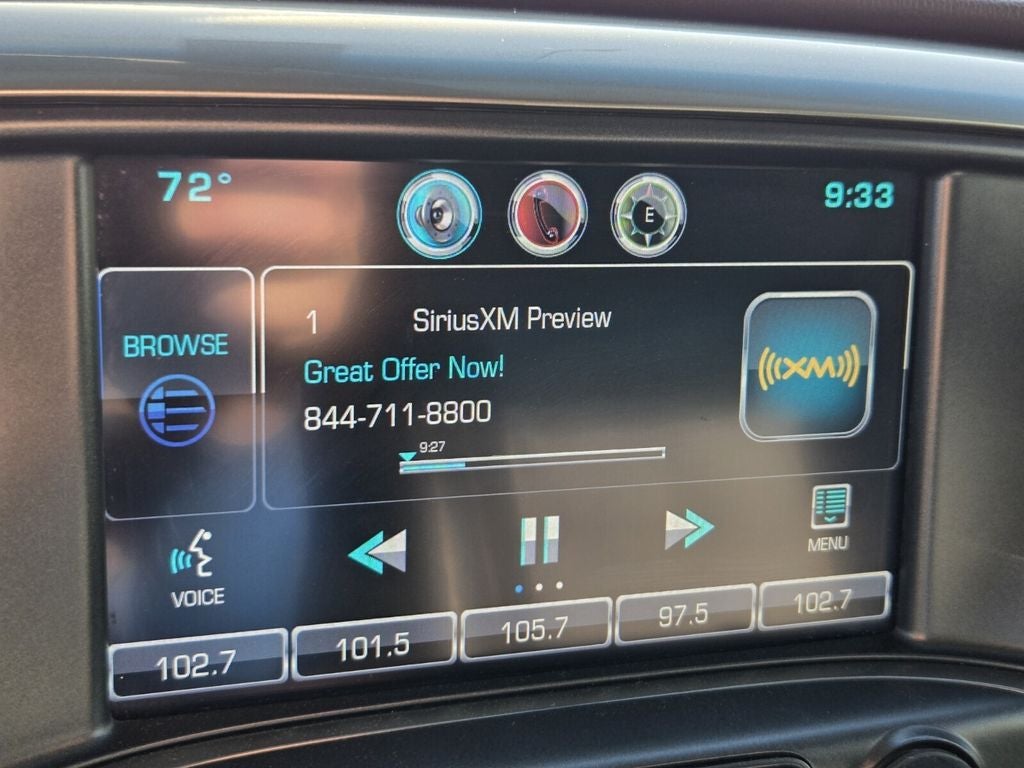 72°
E
9:33
BROWSE
1 SiriusXM Preview
Great Offer Now!
844-711-8800
9:27
(((XM)))
VOICE
MENU
102.7
101.5
105.7
97.5
102.7